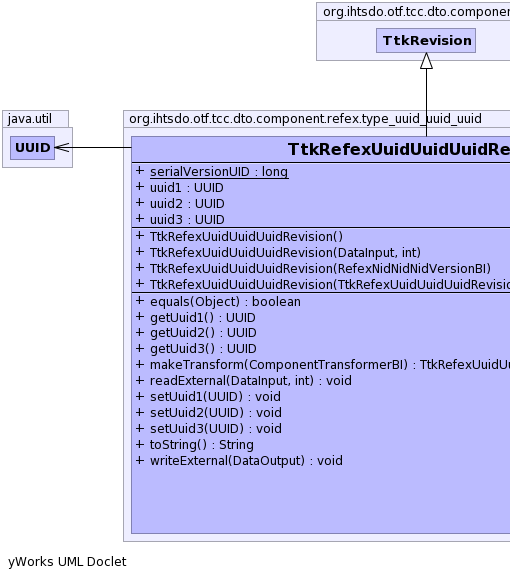 org.ihtsdo.otf.tcc.dto.component
TtkRevision
java.util
UUID
org.ihtsdo.otf.tcc.dto.component.refex.type_uuid_uuid_uuid
TtkRefexUuidUuidUuidRe
+ serialVersionUID : long
+ uuid1 : UUID
+ uuid2 : UUID
+ uuid3 : UUID
+ TtkRefexUuidUuidUuidRevision()
+ TtkRefexUuidUuidUuidRevision(DataInput, int)
+ TtkRefexUuidUuidUuidRevision(RefexNidNidNidVersionBI)
+ TtkRefexUuidUuidUuidRevision(TtkRefexUuidUuidUuidRevisio
+ equals(Object) : boolean
+ getUuid1() : UUID
+ getUuid2() : UUID
+ getUuid3() : UUID
+ makeTransform(ComponentTransformerBI) : TtkRefexUuidUu
+ readExternal(DataInput, int) : void
+ setUuid1(UUID) : void
+ setUuid2(UUID) : void
+ setUuid3(UUID) : void
+ toString() : String
+ writeExternal(DataOutput) : void
yWorks UML Doclet